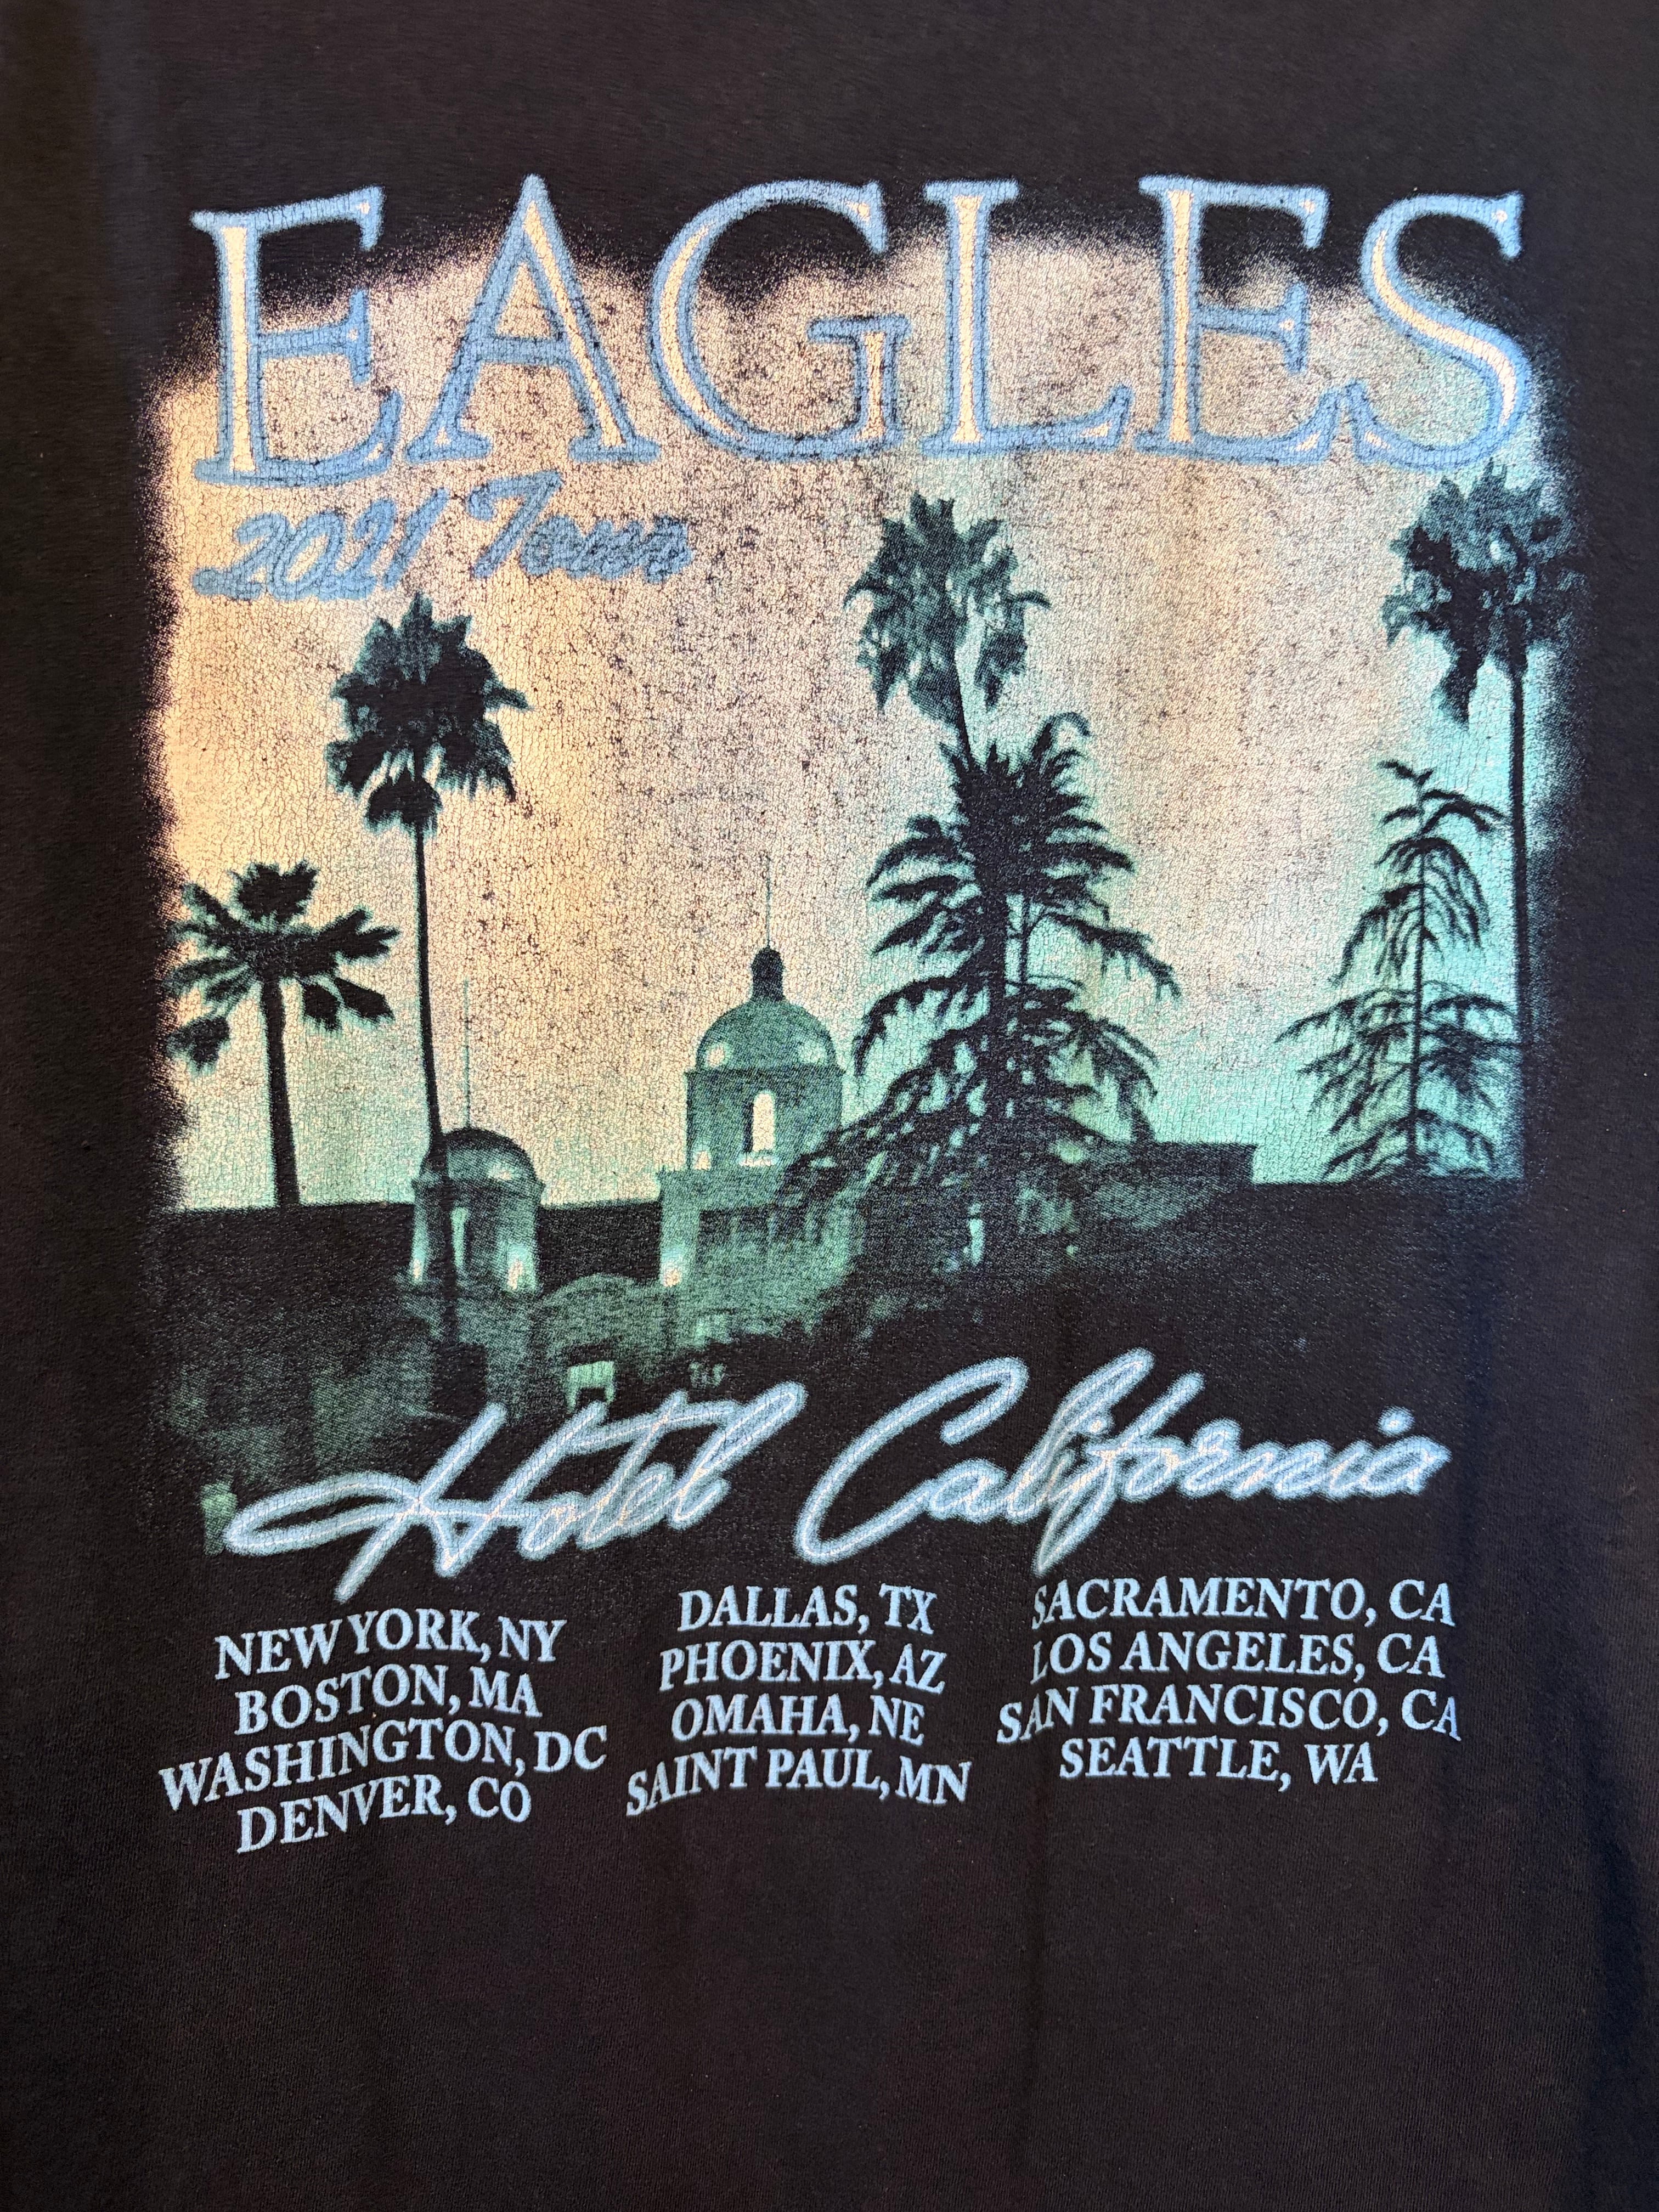 EAGLES
2021 Tour
Hotel California
NEW YORK, NY
BOSTON, MA
WASHINGTON, DC
DENVER, CO
DALLAS, TX
PHOENIX, AZ
OMAHA, NE
SAINT PAUL, MN
SACRAMENTO, CA
LOS ANGELES, CA
SAN FRANCISCO, CA
SEATTLE, WA